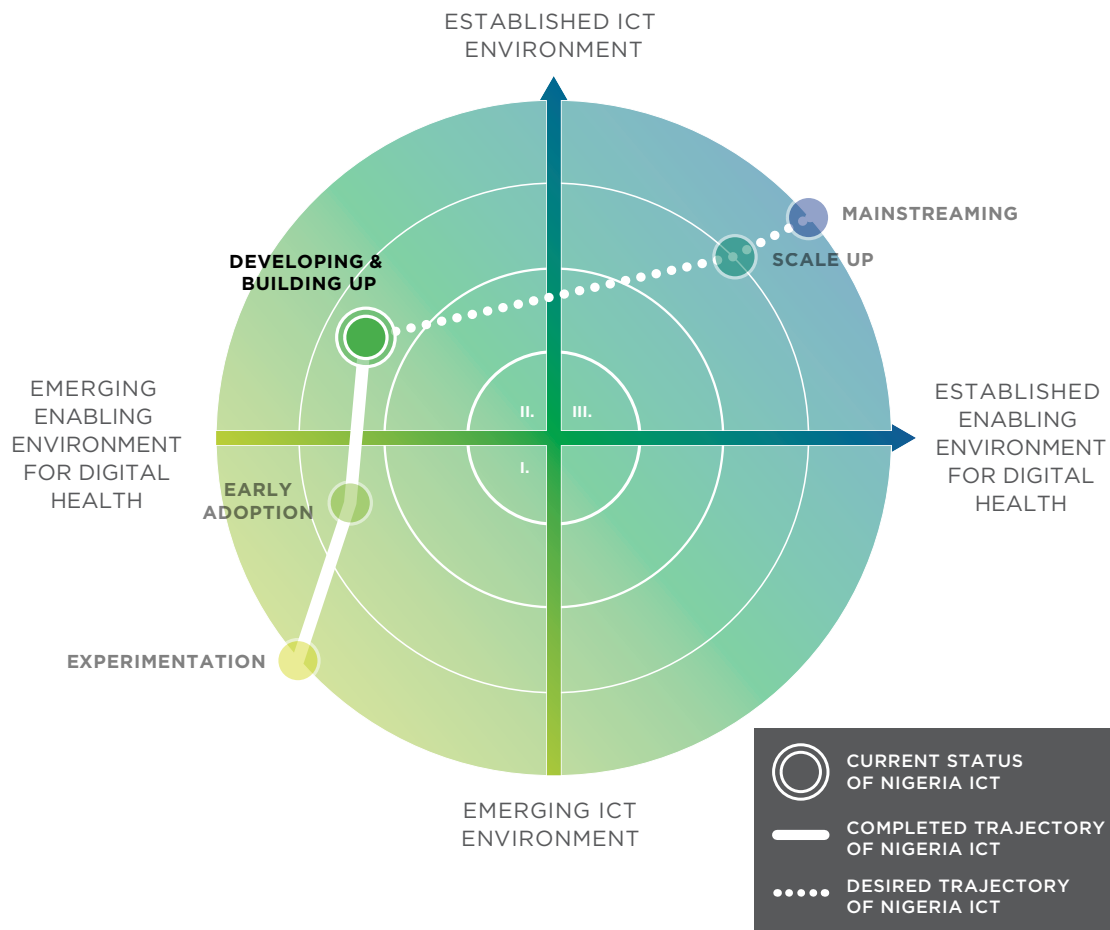 ESTABLISHED ICT
ENVIRONMENT
MAINSTREAMING
SCALE UP
DEVELOPING &
BUILDING UP
EMERGING
ENABLING
ENVIRONMENT
FOR DIGITAL
HEALTH
II.
III.
I.
ESTABLISHED
ENABLING
ENVIRONMENT
FOR DIGITAL
HEALTH
EARLY
ADOPTION
EXPERIMENTATION
EMERGING ICT
ENVIRONMENT
CURRENT STATUS
OF NIGERIA ICT
COMPLETED TRAJECTORY
OF NIGERIA ICT
DESIRED TRAJECTORY
OF NIGERIA ICT